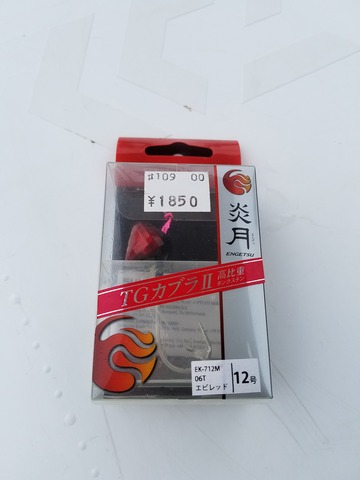 #109 00
¥1850
炎月
ENGETSU
TGカブラII
高比重
タングステン
EK-712M
06T
エビレッド
12号